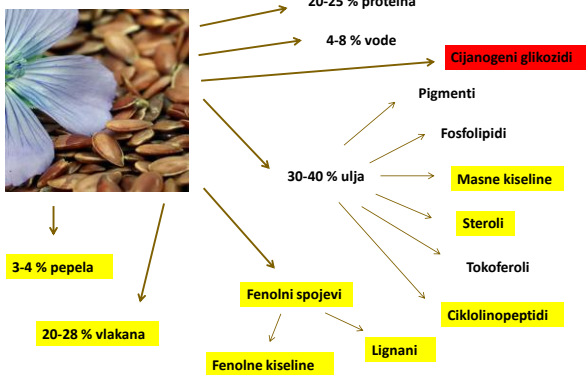 20-25 % proteina
4-8 % vode
Cijanogeni glikozidi
Pigmenti
Fosfolipidi
30-40 % ulja
Masne kiseline
Steroli
Tokoferoli
Ciklolinopeptidi
3-4 % pepela
20-28 % vlakana
Fenolni spojevi
Lignani
Fenolne kiseline